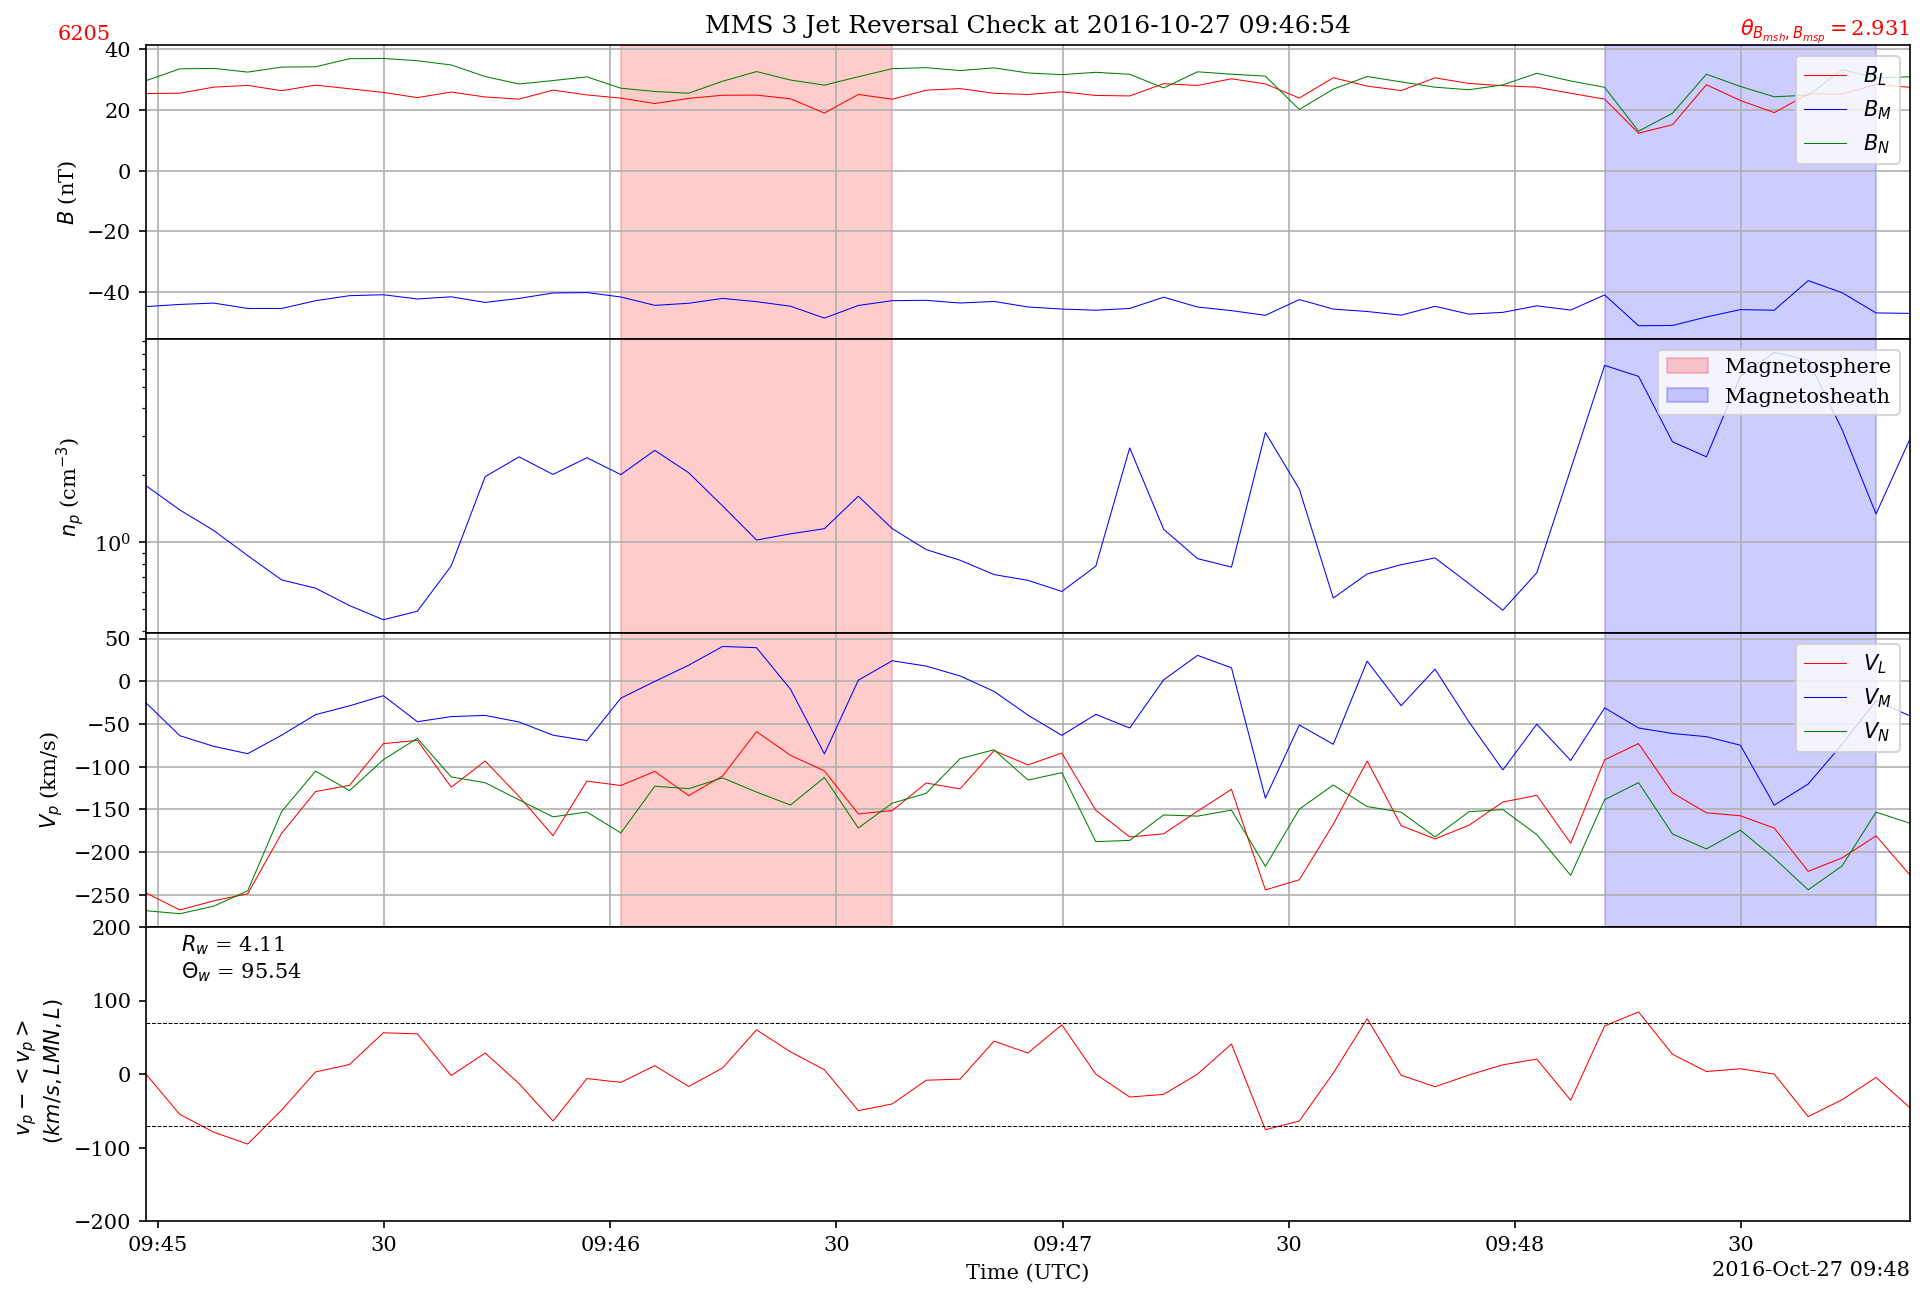 MMS 3 Jet Reversal Check at 2016-10-27 09:46:54
6205
θ_{B_{msh}, B_{msp}} = 2.931
40
20
0
−20
−40
B (nT)
B_L
B_M
B_N
10^0
n_p (cm^{−3})
Magnetosphere
Magnetosheath
50
0
−50
−100
−150
−200
−250
V_p (km/s)
V_L
V_M
V_N
200
100
0
−100
−200
v_p − < v_p >
(km/s, LMN, L)
R_w = 4.11
Θ_w = 95.54
09:45 30 09:46 30 09:47 30 09:48 30
Time (UTC)
2016-Oct-27 09:48